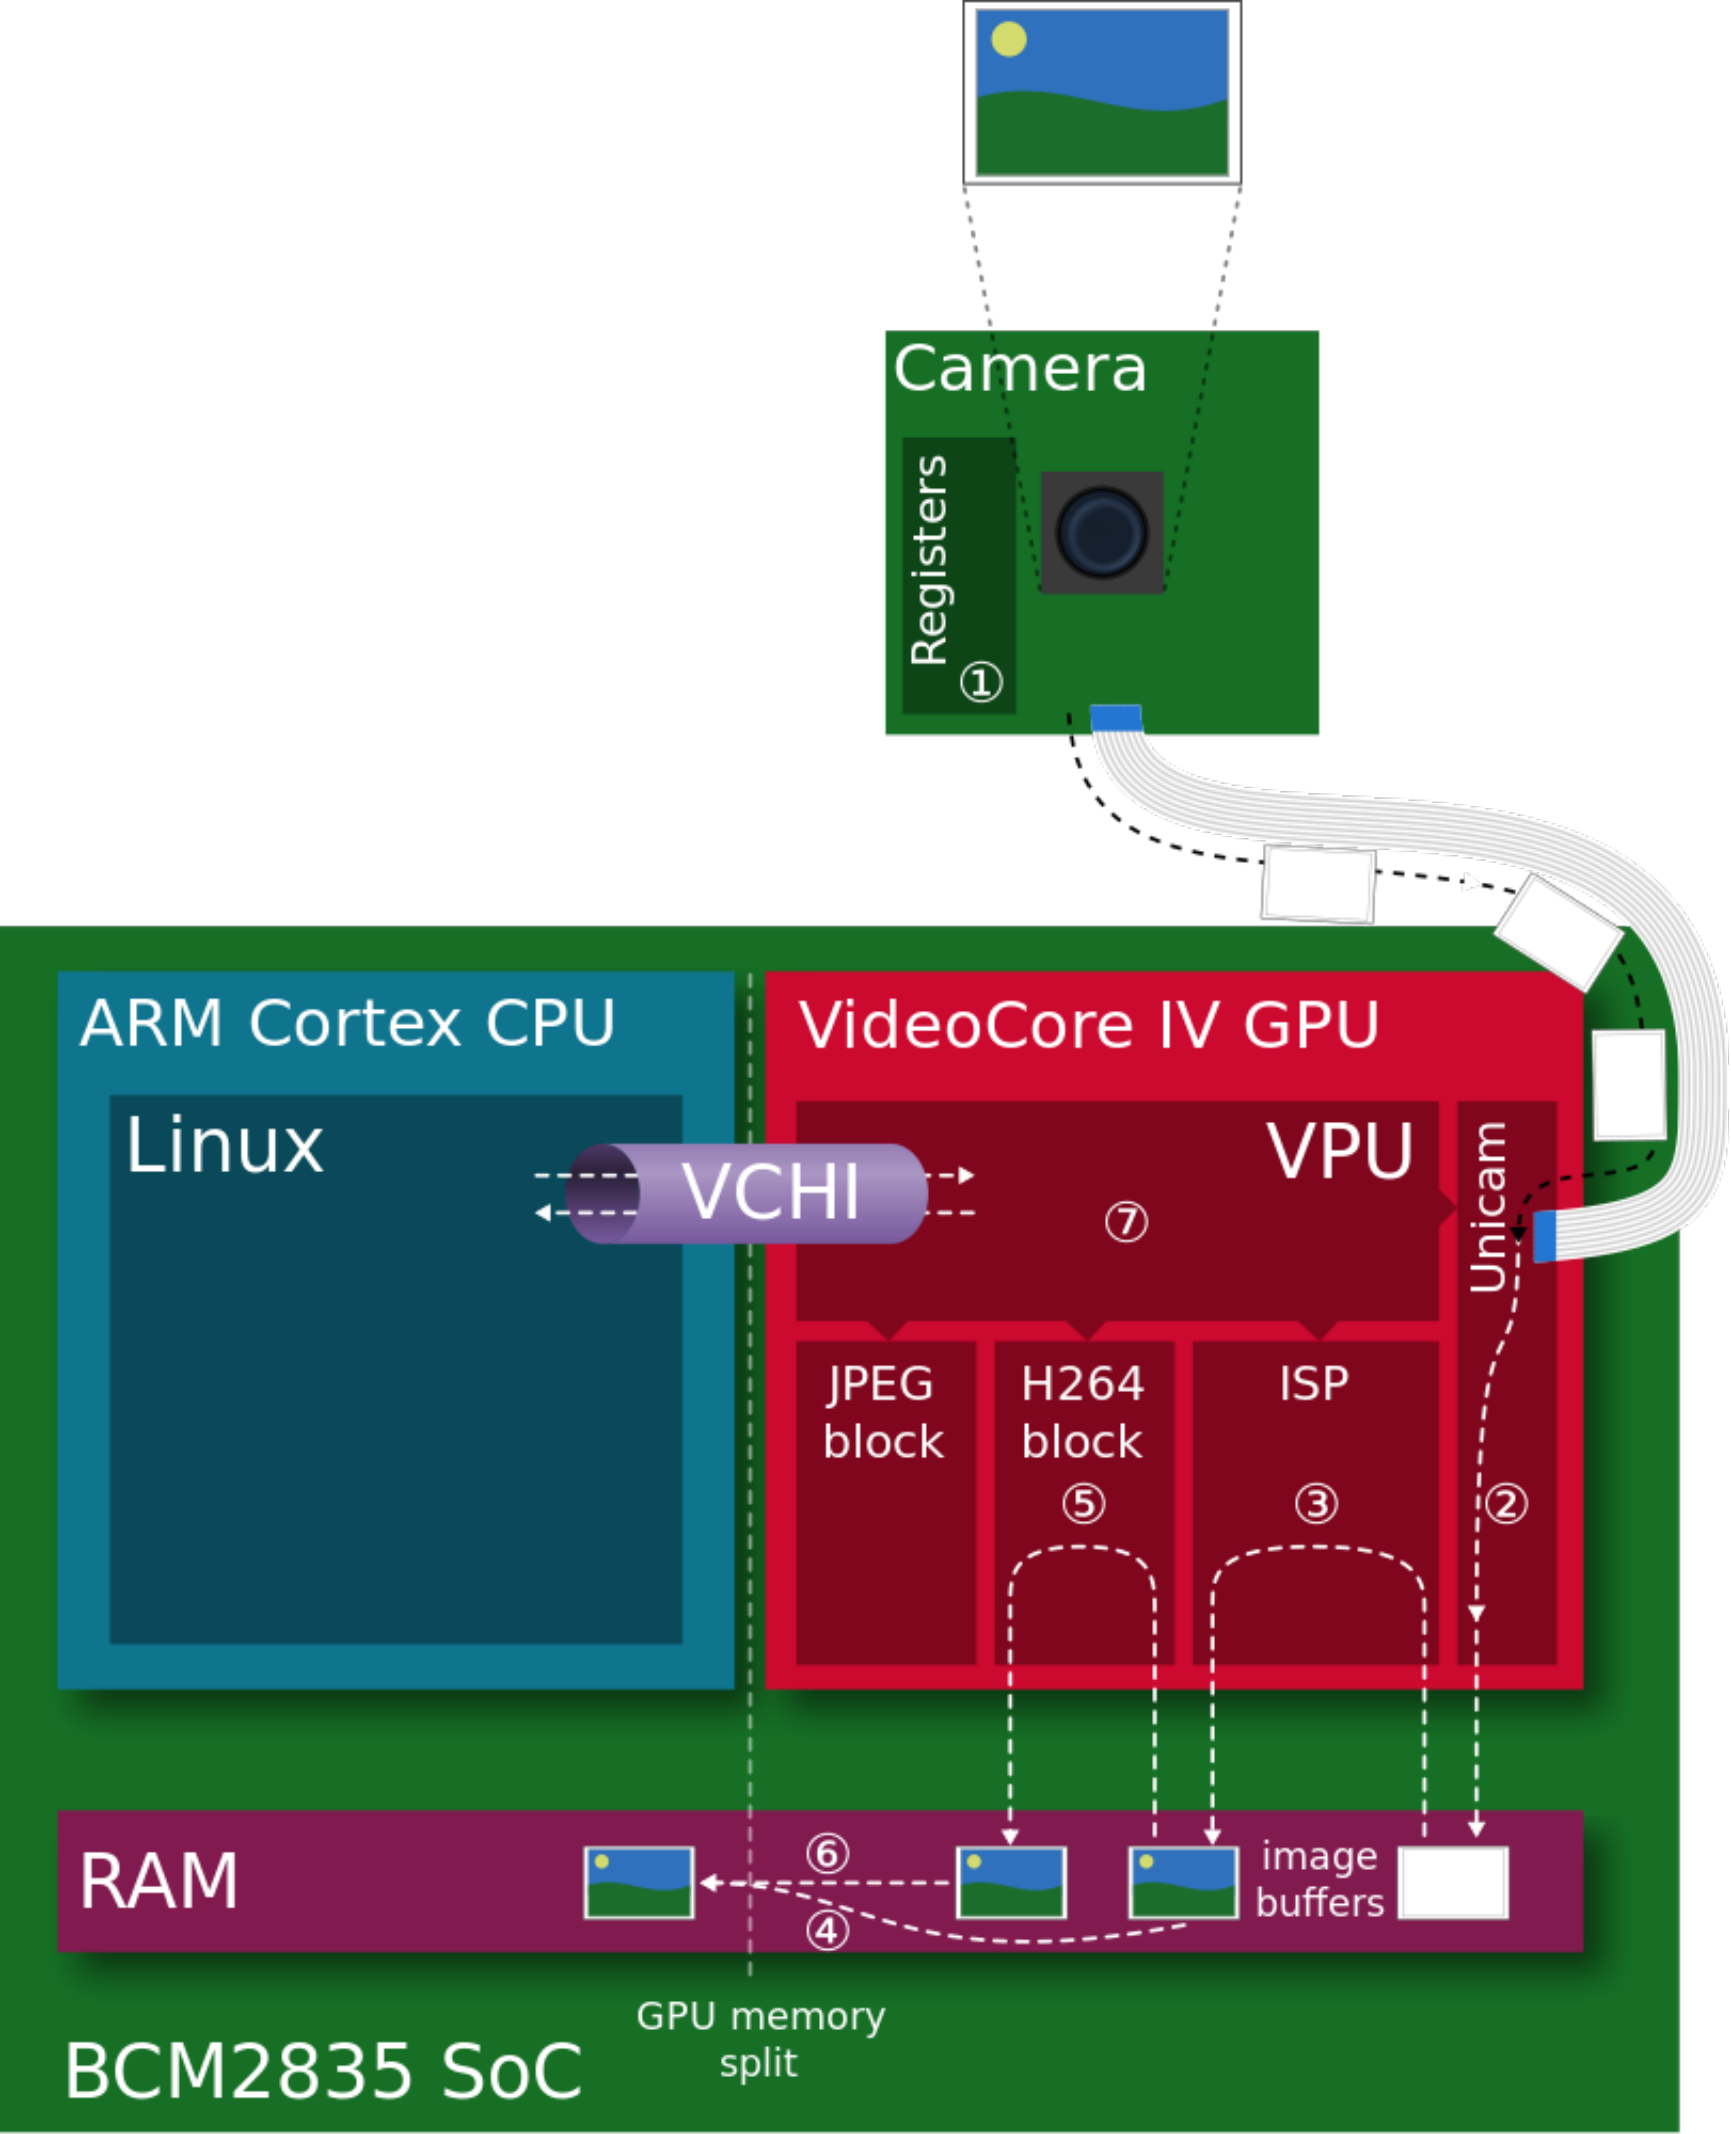 Camera
Registers
①
ARM Cortex CPU
VideoCore IV GPU
Linux
VCHI
VPU
⑦
Unicam
JPEG
block
H264
block
ISP
⑤
③
②
RAM
⑥
④
image
buffers
GPU memory
split
BCM2835 SoC